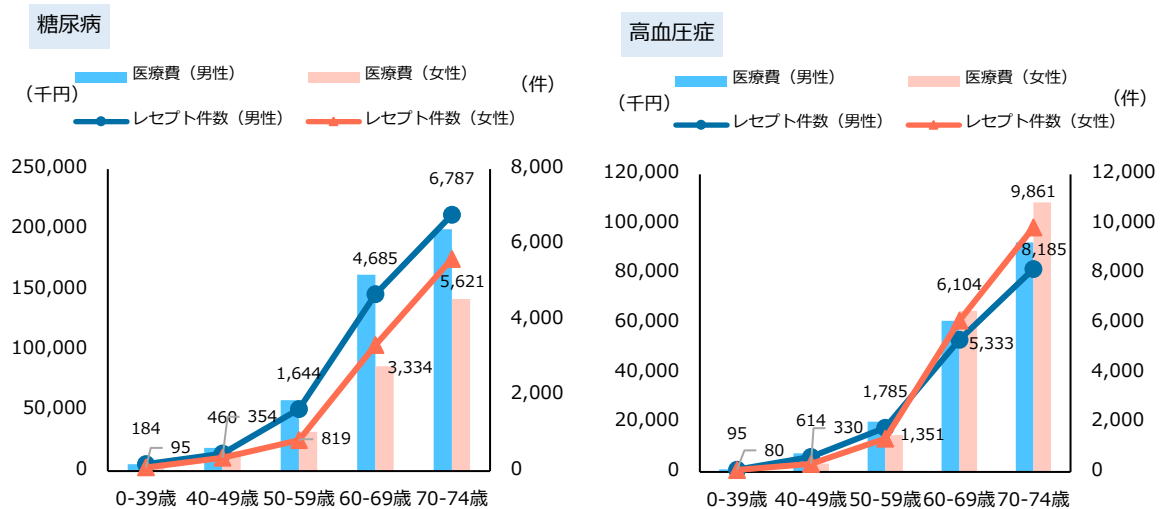 糖尿病
医療費（男性）
医療費（女性）
（千円）
（件）
レセプト件数（男性）
レセプト件数（女性）
250,000
200,000
150,000
100,000
50,000
0
8,000
6,000
4,000
2,000
0
184
95
460
354
1,644
819
4,685
3,334
6,787
5,621
0-39歳 40-49歳 50-59歳 60-69歳 70-74歳
高血圧症
医療費（男性）
医療費（女性）
（千円）
（件）
レセプト件数（男性）
レセプト件数（女性）
120,000
100,000
80,000
60,000
40,000
20,000
0
12,000
10,000
8,000
6,000
4,000
2,000
0
95
80
614
330
1,785
1,351
6,104
5,333
9,861
8,185
0-39歳 40-49歳 50-59歳 60-69歳 70-74歳